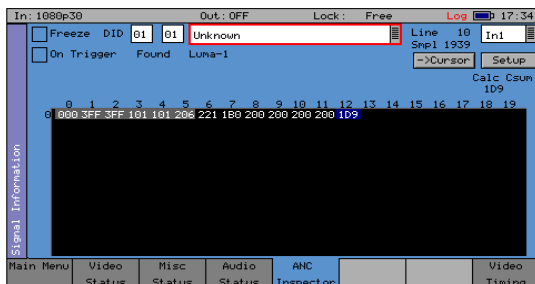 In: 1080p30 Out: OFF Lock: Free Log 17:34
Freeze DID 01 01 Unknown Line 10 In1
Smpl 1939
On Trigger Found Luma-1 ->Cursor Setup
Calc Csum
1D9
0 1 2 3 4 5 6 7 8 9 10 11 12 13 14 15 16 17 18 19
0 000 3FF 3FF 101 101 206 221 1B0 200 200 200 200 1D9
Signal Information
Main Menu Video Status Misc Status Audio Status ANC Inspector Video Timing